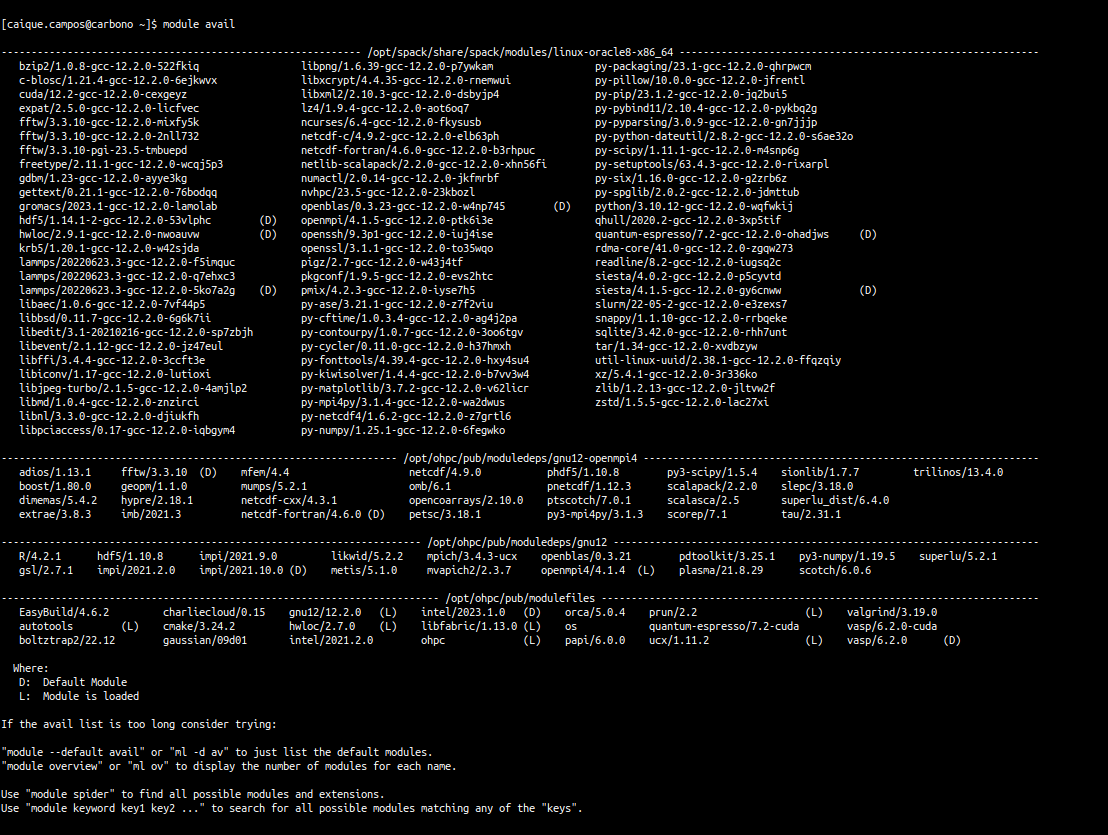 [caique.campos@carbono ~]$ module avail
------------------------------------------------------------ /opt/spack/share/spack/modules/linux-oracle8-x86_64 ------------------------------------------------------------
bzip2/1.0.8-gcc-12.2.0-522fkiq libpng/1.6.39-gcc-12.2.0-p7ywkam py-packaging/23.1-gcc-12.2.0-qhrpwcm
c-blosc/1.21.4-gcc-12.2.0-6ejkwvx libxcrypt/4.4.35-gcc-12.2.0-rnemwui py-pillow/10.0.0-gcc-12.2.0-jfrentl
cuda/12.2-gcc-12.2.0-cexgeyz libxml2/2.10.3-gcc-12.2.0-dsbyjp4 py-pip/23.1.2-gcc-12.2.0-jq2bui5
expat/2.5.0-gcc-12.2.0-licfvec lz4/1.9.4-gcc-12.2.0-aot6oq7 py-pybind11/2.10.4-gcc-12.2.0-pykbq2g
fftw/3.3.10-gcc-12.2.0-mixfy5k ncurses/6.4-gcc-12.2.0-fkysusb py-pyparsing/3.0.9-gcc-12.2.0-gn7jjjp
fftw/3.3.10-gcc-12.2.0-2nll732 netcdf-c/4.9.2-gcc-12.2.0-elb63ph py-python-dateutil/2.8.2-gcc-12.2.0-s6ae32o
fftw/3.3.10-pgi-23.5-tmbuepd netcdf-fortran/4.6.0-gcc-12.2.0-b3rhpuc py-scipy/1.11.1-gcc-12.2.0-m4snp6g
freetype/2.11.1-gcc-12.2.0-wcqj5p3 netlib-scalapack/2.2.0-gcc-12.2.0-xhn56fi py-setuptools/63.4.3-gcc-12.2.0-rixarpl
gdbm/1.23-gcc-12.2.0-ayye3kg numactl/2.0.14-gcc-12.2.0-jkfmrbf py-six/1.16.0-gcc-12.2.0-g2zrb6z
gettext/0.21.1-gcc-12.2.0-76bodqq nvhpc/23.5-gcc-12.2.0-23kbozl py-spglib/2.0.2-gcc-12.2.0-jdmttub
gromacs/2023.1-gcc-12.2.0-lamolab openblas/0.3.23-gcc-12.2.0-w4np745 (D) python/3.10.12-gcc-12.2.0-wqfwkij
hdf5/1.14.1-2-gcc-12.2.0-53vlphc (D) openmpi/4.1.5-gcc-12.2.0-ptk6i3e qhull/2020.2-gcc-12.2.0-3xp5tif
hwloc/2.9.1-gcc-12.2.0-nwoauvw (D) openssh/9.3p1-gcc-12.2.0-iuj4ise quantum-espresso/7.2-gcc-12.2.0-ohadjws (D)
krb5/1.20.1-gcc-12.2.0-w42sjda openssl/3.1.1-gcc-12.2.0-to35wqo rdma-core/41.0-gcc-12.2.0-zgqw273
lammps/20220623.3-gcc-12.2.0-f5imquc pigz/2.7-gcc-12.2.0-w43j4tf readline/8.2-gcc-12.2.0-iugsq2c
lammps/20220623.3-gcc-12.2.0-q7ehxc3 pkgconf/1.9.5-gcc-12.2.0-evs2htc siesta/4.0.2-gcc-12.2.0-p5cyvtd
lammps/20220623.3-gcc-12.2.0-5ko7a2g (D) pmix/4.2.3-gcc-12.2.0-iyse7h5 siesta/4.1.5-gcc-12.2.0-gy6cnww (D)
libaec/1.0.6-gcc-12.2.0-7vf44p5 py-ase/3.21.1-gcc-12.2.0-z7f2viu slurm/22-05-2-gcc-12.2.0-e3zexs7
libbsd/0.11.7-gcc-12.2.0-6g6k7ii py-cftime/1.0.3.4-gcc-12.2.0-ag4j2pa snappy/1.1.10-gcc-12.2.0-rrbqeke
libedit/3.1-20210216-gcc-12.2.0-sp7zbjh py-contourpy/1.0.7-gcc-12.2.0-3oo6tgv sqlite/3.42.0-gcc-12.2.0-rhh7unt
libevent/2.1.12-gcc-12.2.0-jz47eul py-cycler/0.11.0-gcc-12.2.0-h37hmxh tar/1.34-gcc-12.2.0-xvdbzyw
libffi/3.4.4-gcc-12.2.0-3ccft3e py-fonttools/4.39.4-gcc-12.2.0-hxy4su4 util-linux-uuid/2.38.1-gcc-12.2.0-ffqzqiy
libiconv/1.17-gcc-12.2.0-lutioxi py-kiwisolver/1.4.4-gcc-12.2.0-b7vv3w4 xz/5.4.1-gcc-12.2.0-3r336ko
libjpeg-turbo/2.1.5-gcc-12.2.0-4amjlp2 py-matplotlib/3.7.2-gcc-12.2.0-v62licr zlib/1.2.13-gcc-12.2.0-jltvw2f
libmd/1.0.4-gcc-12.2.0-znzirci py-mpi4py/3.1.4-gcc-12.2.0-wa2dwus zstd/1.5.5-gcc-12.2.0-lac27xi
libnl/3.3.0-gcc-12.2.0-djiukfh py-netcdf4/1.6.2-gcc-12.2.0-z7grtl6
libpciaccess/0.17-gcc-12.2.0-iqbgym4 py-numpy/1.25.1-gcc-12.2.0-6fegwko
------------------------------------------------------------------ /opt/ohpc/pub/moduledeps/gnu12-openmpi4 ------------------------------------------------------------------
adios/1.13.1 fftw/3.3.10 (D) mfem/4.4 netcdf/4.9.0 phdf5/1.10.8 py3-scipy/1.5.4 sionlib/1.7.7 trilinos/13.4.0
boost/1.80.0 geopm/1.1.0 mumps/5.2.1 omb/6.1 pnetcdf/1.12.3 scalapack/2.2.0 slepc/3.18.0
dimemas/5.4.2 hypre/2.18.1 netcdf-cxx/4.3.1 opencoarrays/2.10.0 ptscotch/7.0.1 scalasca/2.5 superlu_dist/6.4.0
extrae/3.8.3 imb/2021.3 netcdf-fortran/4.6.0 (D) petsc/3.18.1 py3-mpi4py/3.1.3 scorep/7.1 tau/2.31.1
---------------------------------------------------------------------- /opt/ohpc/pub/moduledeps/gnu12 -----------------------------------------------------------------------
R/4.2.1 hdf5/1.10.8 impi/2021.9.0 likwid/5.2.2 mpich/3.4.3-ucx openblas/0.3.21 pdtoolkit/3.25.1 py3-numpy/1.19.5 superlu/5.2.1
gsl/2.7.1 impi/2021.2.0 impi/2021.10.0 (D) metis/5.1.0 mvapich2/2.3.7 openmpi4/4.1.4 (L) plasma/21.8.29 scotch/6.0.6
------------------------------------------------------------------------- /opt/ohpc/pub/modulefiles -------------------------------------------------------------------------
EasyBuild/4.6.2 charliecloud/0.15 gnu12/12.2.0 (L) intel/2023.1.0 (D) orca/5.0.4 prun/2.2 (L) valgrind/3.19.0
autotools (L) cmake/3.24.2 hwloc/2.7.0 (L) libfabric/1.13.0 (L) os quantum-espresso/7.2-cuda vasp/6.2.0-cuda
boltztrap2/22.12 gaussian/09d01 intel/2021.2.0 ohpc (L) papi/6.0.0 ucx/1.11.2 (L) vasp/6.2.0 (D)
Where:
D: Default Module
L: Module is loaded
If the avail list is too long consider trying:
"module --default avail" or "ml -d av" to just list the default modules.
"module overview" or "ml ov" to display the number of modules for each name.
Use "module spider" to find all possible modules and extensions.
Use "module keyword key1 key2 ..." to search for all possible modules matching any of the "keys".